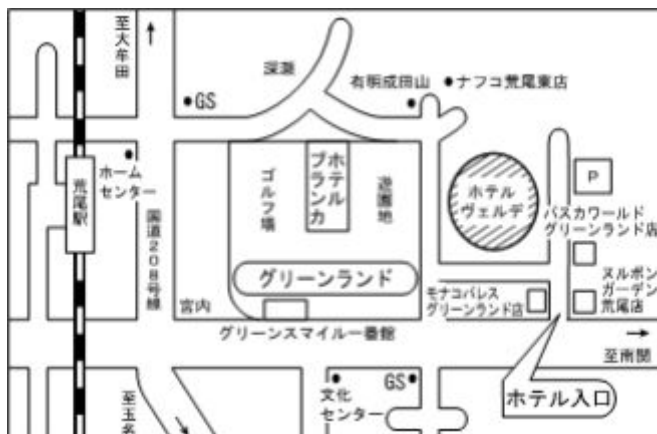 至大牟田
深瀬
GS
有明成田山
ナフコ荒尾東店
ホーム
センター
荒尾駅
国道208号線
ゴルフ場
ホテル
ブランカ
遊園地
ホテル
ヴェルデ
P
パスカワールド
グリーンランド店
グリーンランド
宮内
モナコパレス
グリーンランド店
ヌルボン
ガーデン
荒尾店
グリーンスマイル一番館
至南関
至玉名
文化
センター
GS
ホテル入口